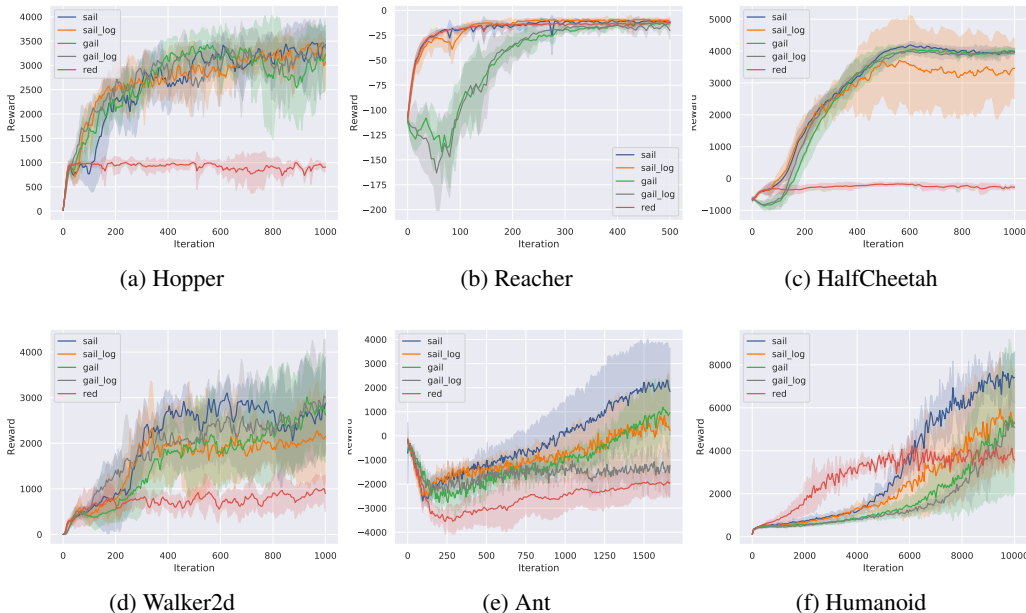 sail
sail_log
gail
gail_log
red
4000
3500
3000
2500
2000
1500
1000
500
0
Reward
0 200 400 600 800 1000
Iteration
(a) Hopper
0
−25
−50
−75
−100
−125
−150
−175
−200
Reward
sail
sail_log
gail
gail_log
red
0 100 200 300 400 500
Iteration
(b) Reacher
sail
sail_log
gail
gail_log
red
5000
4000
3000
2000
1000
0
−1000
Reward
0 200 400 600 800 1000
Iteration
(c) HalfCheetah
sail
sail_log
gail
gail_log
red
4000
3000
2000
1000
0
Reward
0 200 400 600 800 1000
Iteration
(d) Walker2d
sail
sail_log
gail
gail_log
red
4000
3000
2000
1000
0
−1000
−2000
−3000
−4000
Reward
0 250 500 750 1000 1250 1500
Iteration
(e) Ant
sail
sail_log
gail
gail_log
red
8000
6000
4000
2000
0
Reward
0 2000 4000 6000 8000 10000
Iteration
(f) Humanoid